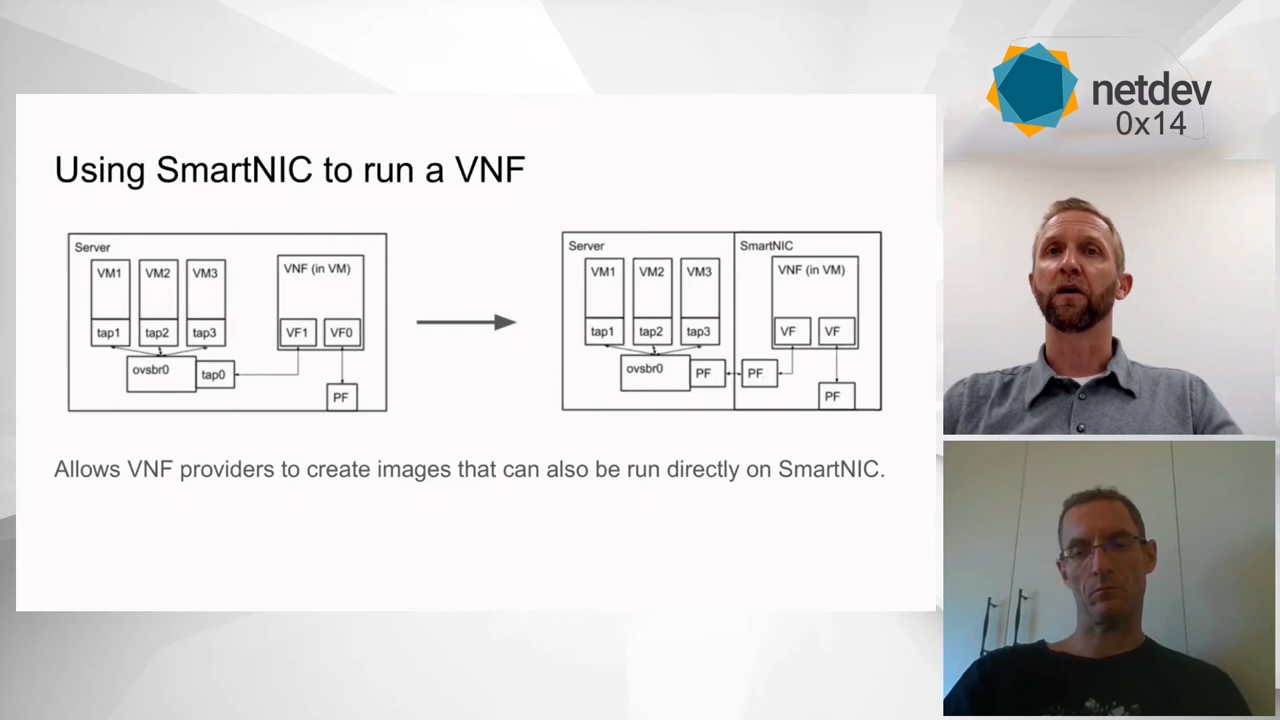 netdev
0x14
Using SmartNIC to run a VNF
Server
VM1 VM2 VM3
VNF (in VM)
tap1 tap2 tap3
VF1 VF0
ovsbr0
tap0
PF
Server
SmartNIC
VM1 VM2 VM3
VNF (in VM)
tap1 tap2 tap3
VF VF
ovsbr0
PF PF
PF
Allows VNF providers to create images that can also be run directly on SmartNIC.